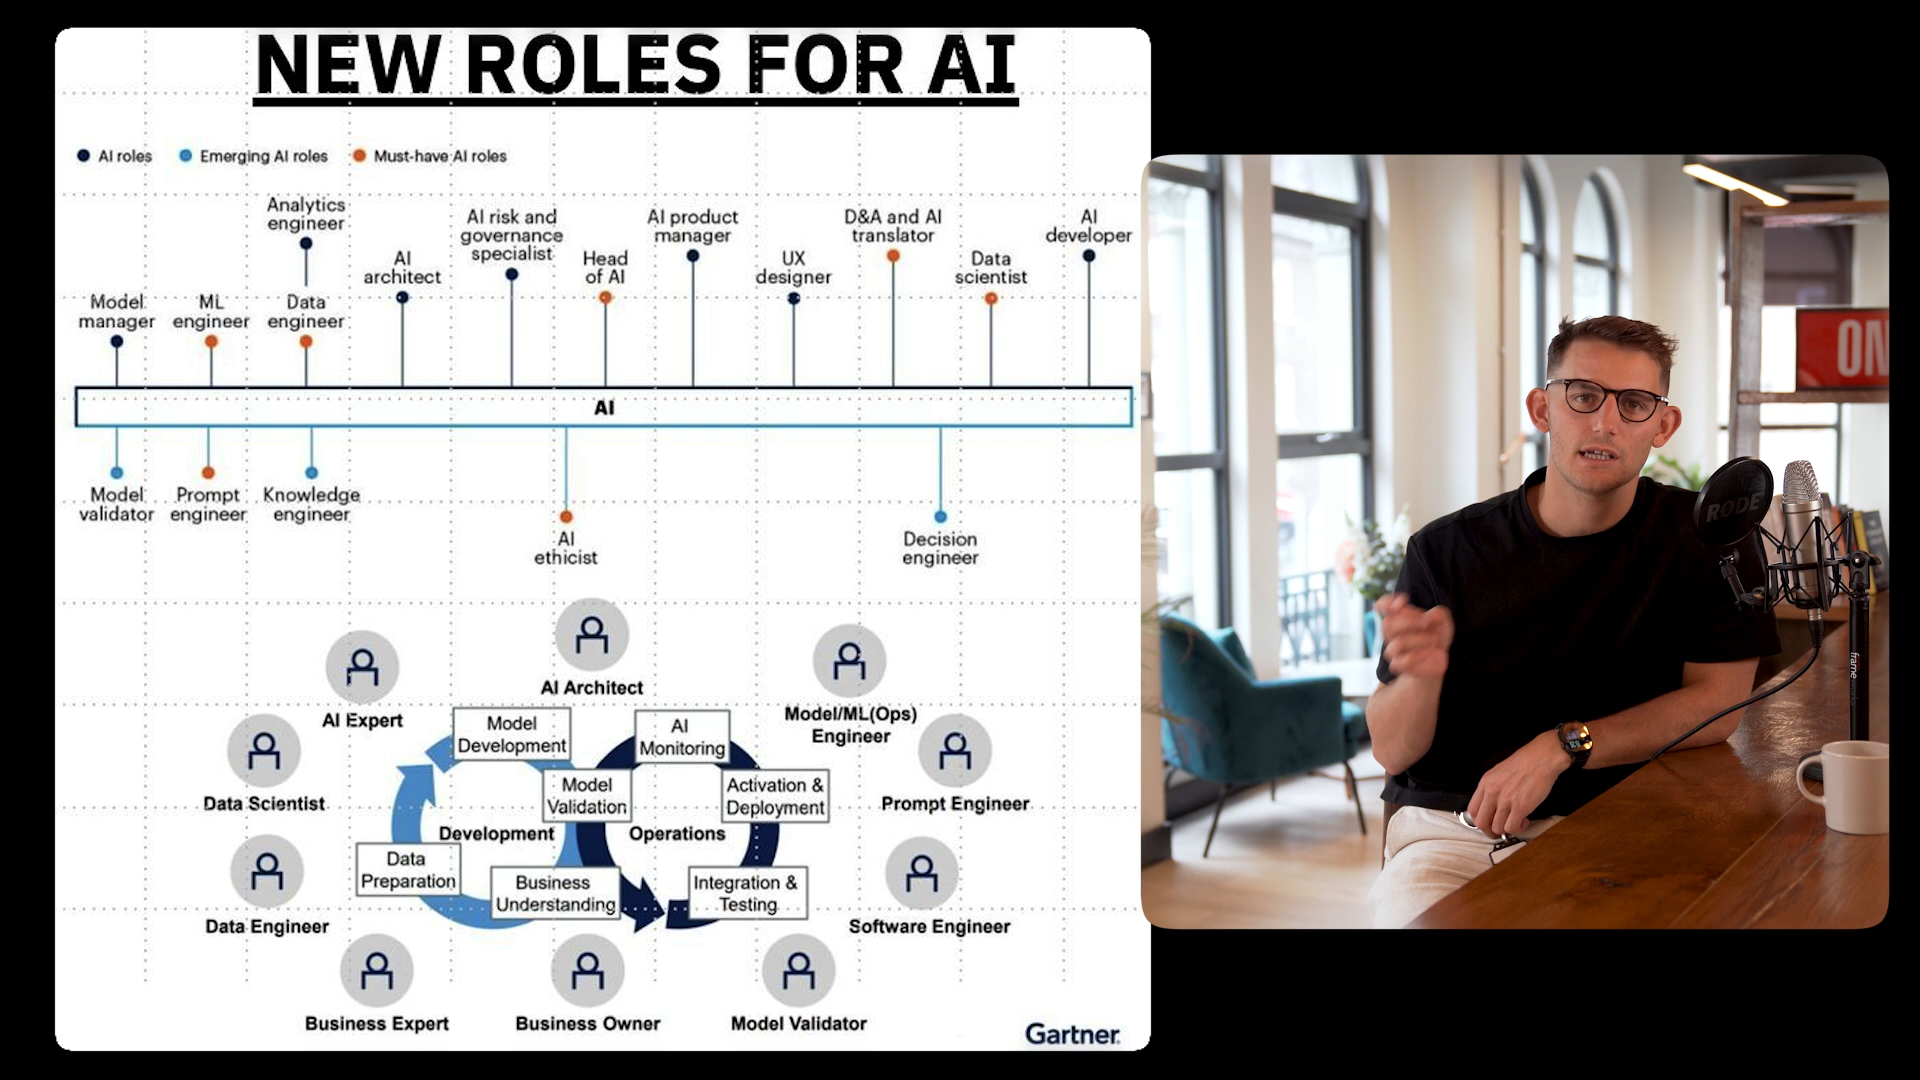 NEW ROLES FOR AI
AI roles
Emerging AI roles
Must-have AI roles
Analytics
engineer
AI
architect
AI risk and
governance
specialist
Head
of AI
AI product
manager
UX
designer
D&A and AI
translator
Data
scientist
AI
developer
Model
manager
ML
engineer
Data
engineer
AI
Model
validator
Prompt
engineer
Knowledge
engineer
AI
ethicist
Decision
engineer
AI Architect
AI Expert
Model/ML(Ops)
Engineer
Data Scientist
Prompt Engineer
Model
Development
AI
Monitoring
Model
Validation
Activation &
Deployment
Development
Operations
Data
Preparation
Business
Understanding
Integration &
Testing
Data Engineer
Software Engineer
Business Expert
Business Owner
Model Validator
Gartner
ON
RØDE
frame